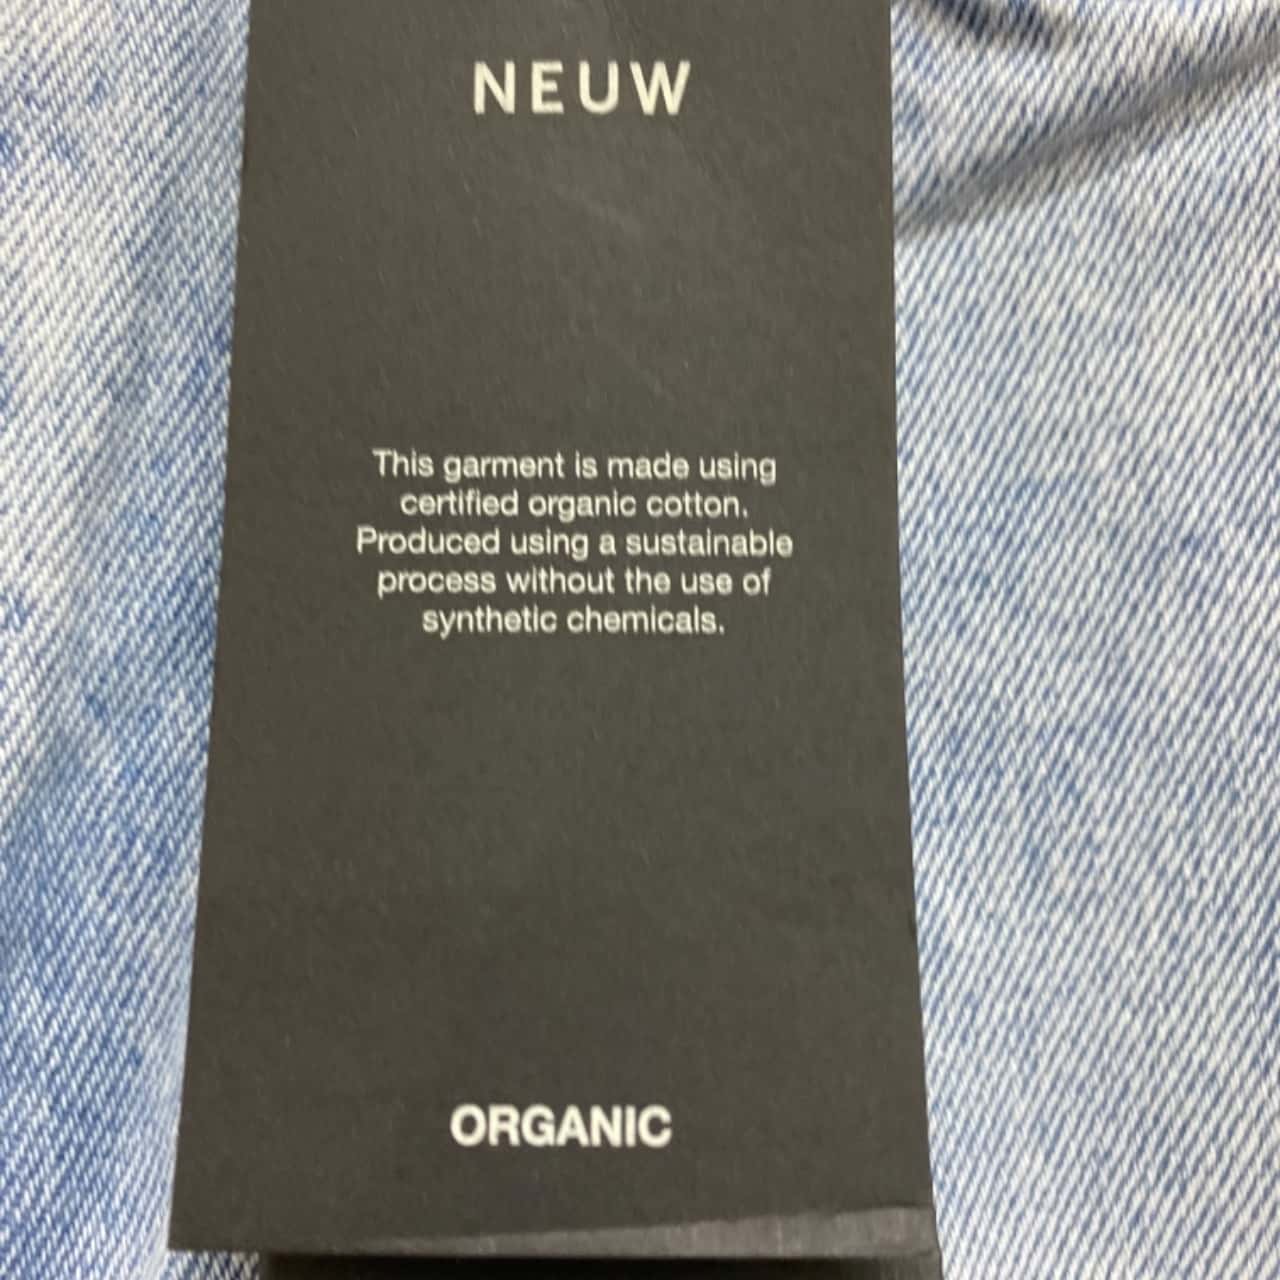 NEUW
This garment is made using
certified organic cotton.
Produced using a sustainable
process without the use of
synthetic chemicals.
ORGANIC